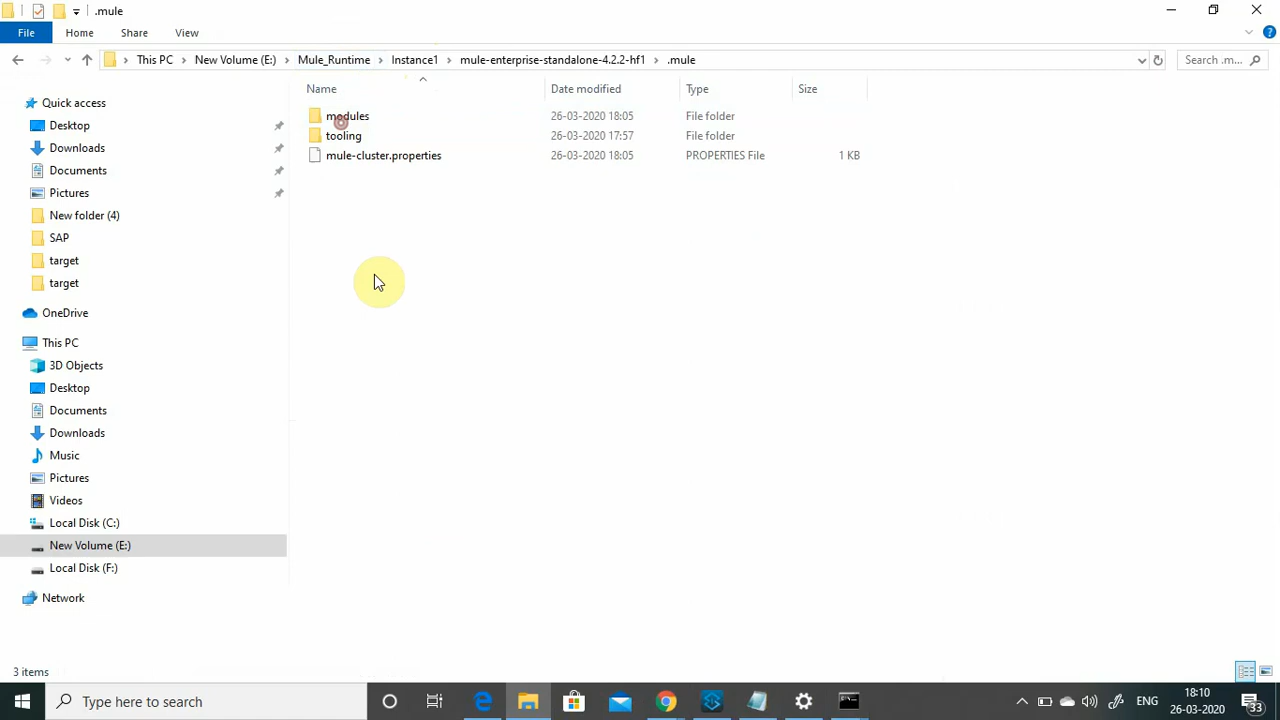 .mule
File Home Share View
This PC New Volume (E:) Mule_Runtime Instance1 mule-enterprise-standalone-4.2.2-hf1 .mule
Search .m...
Name Date modified Type Size
modules 26-03-2020 18:05 File folder
tooling 26-03-2020 17:57 File folder
mule-cluster.properties 26-03-2020 18:05 PROPERTIES File 1 KB
Quick access
Desktop
Downloads
Documents
Pictures
New folder (4)
SAP
target
target
OneDrive
This PC
3D Objects
Desktop
Documents
Downloads
Music
Pictures
Videos
Local Disk (C:)
New Volume (E:)
Local Disk (F:)
Network
3 items
Type here to search
ENG
18:10
26-03-2020
33